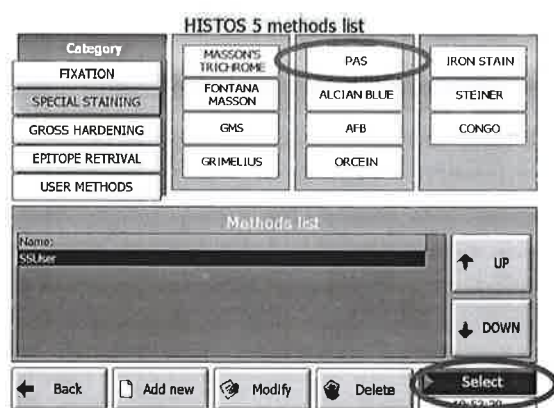 HISTOS 5 methods list
Category
FIXATION
SPECIAL STAINING
GROSS HARDENING
EPITOPE RETRIVAL
USER METHODS
MASSON'S
TRICHROME
FONTANA
MASSON
GMS
GRIMELIUS
PAS
ALCIAN BLUE
AFB
ORCEIN
IRON STAIN
STEINER
CONGO
Methods list
Name:
SSUser
UP
DOWN
Back
Add new
Modify
Delete
Select